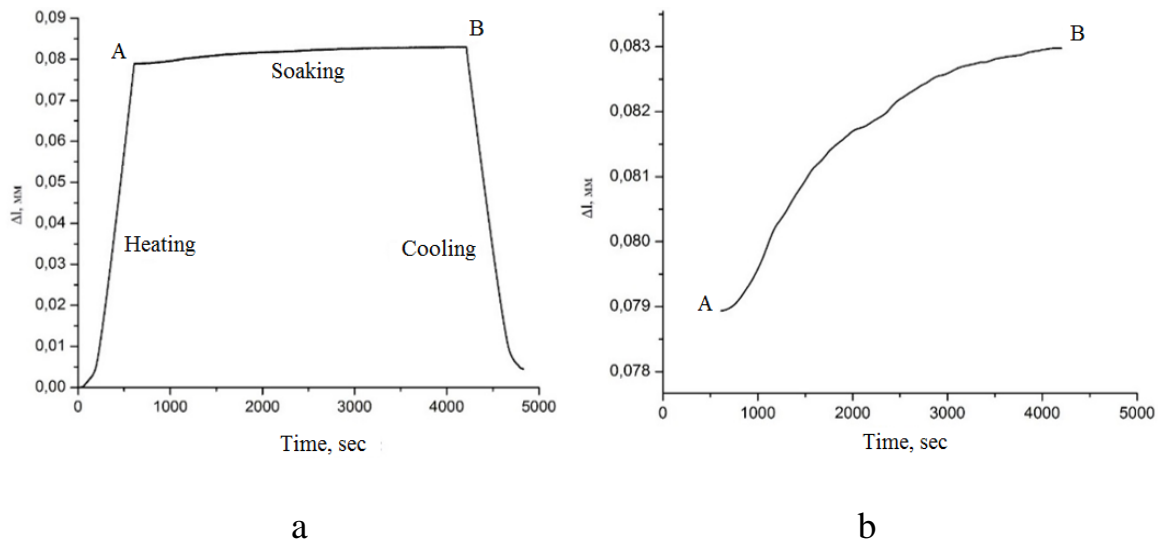 0,09
0,08
0,07
0,06
0,05
0,04
0,03
0,02
0,01
0,00
Δl, мм
A
B
Soaking
Heating
Cooling
0
1000
2000
3000
4000
5000
Time, sec
a
0,083
0,082
0,081
0,080
0,079
0,078
Δl, мм
A
B
0
1000
2000
3000
4000
5000
Time, sec
b